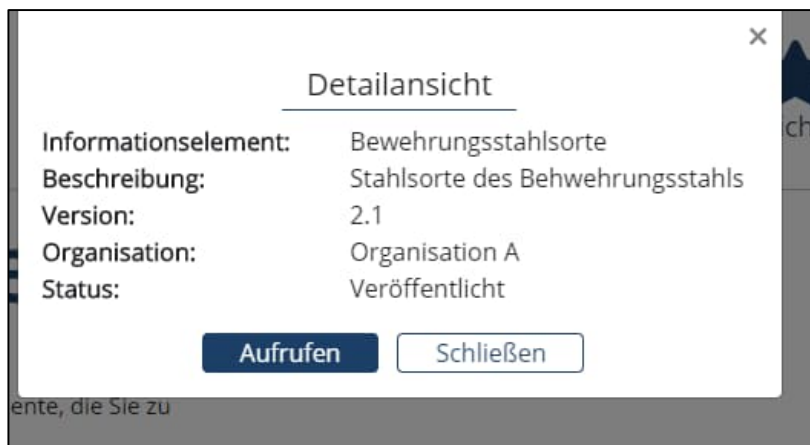 ×
Detailansicht
Informationselement: Bewehrungsstahlsorte
Beschreibung: Stahlsorte des Behwehrungsstahls
Version: 2.1
Organisation: Organisation A
Status: Veröffentlicht
Aufrufen Schließen
ich
ente, die Sie zu